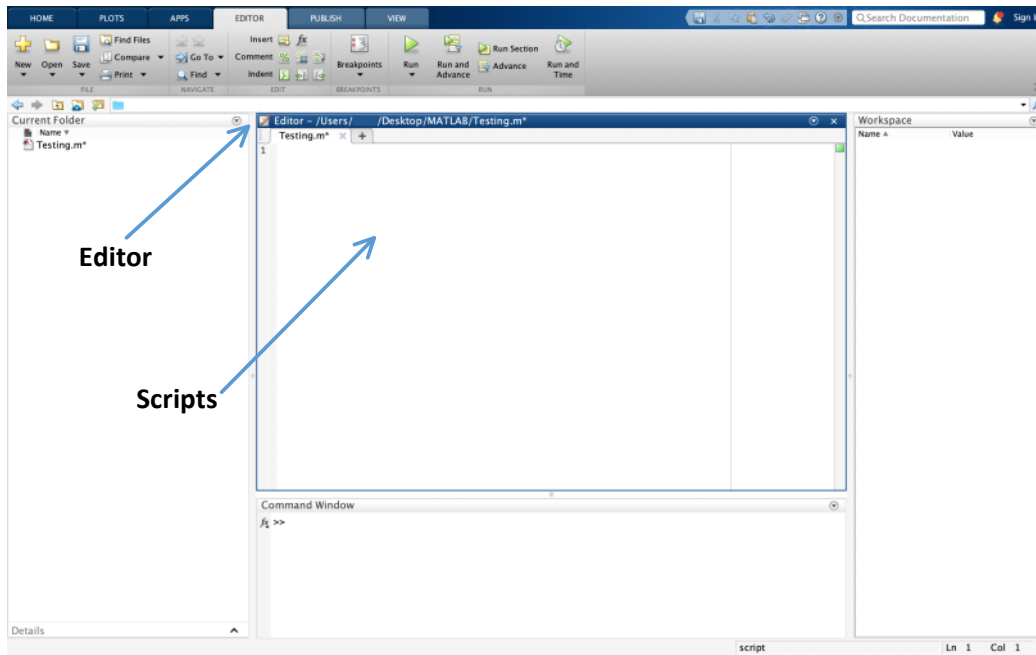 HOME PLOTS APPS EDITOR PUBLISH VIEW Search Documentation Sign I
Find Files Insert fx
New Open Save Compare Go To Comment Breakpoints Run Run and Advance Run Section Advance Run and Time
Print Find Indent
FILE NAVIGATE EDIT BREAKPOINTS RUN
Current Folder Editor – /Users/ /Desktop/MATLAB/Testing.m* Workspace
Name Testing.m* Name Value
Testing.m*
1
Editor
Scripts
Command Window
fx >>
Details
script Ln 1 Col 1